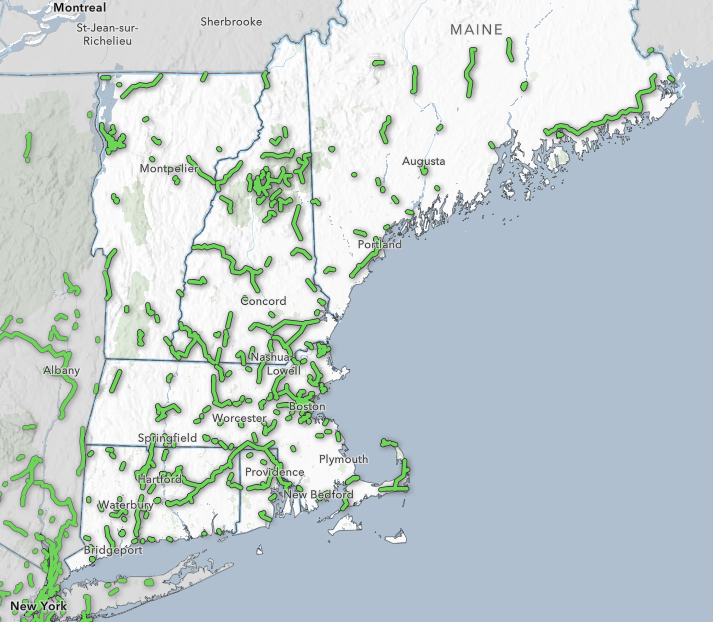 Montreal
St-Jean-sur-
Richelieu
Sherbrooke
MAINE
Montpelier
Augusta
Portland
Concord
Albany
Nashua
Lowell
Boston
Worcester
Springfield
Plymouth
Providence
Hartford
New Bedford
Waterbury
Bridgeport
New York